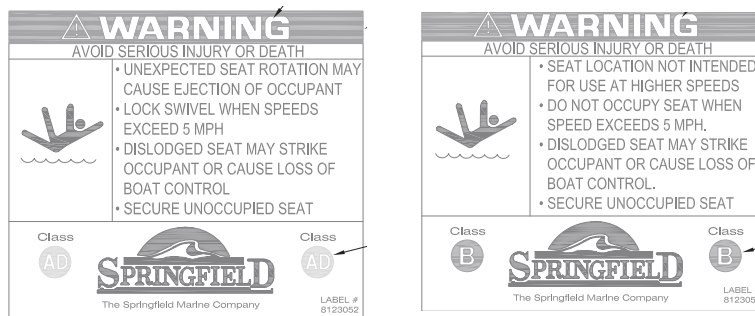 WARNING
AVOID SERIOUS INJURY OR DEATH
• UNEXPECTED SEAT ROTATION MAY
CAUSE EJECTION OF OCCUPANT
• LOCK SWIVEL WHEN SPEEDS
EXCEED 5 MPH
• DISLODGED SEAT MAY STRIKE
OCCUPANT OR CAUSE LOSS OF
BOAT CONTROL
• SECURE UNOCCUPIED SEAT
Class
AD
SPRINGFIELD
The Springfield Marine Company
Class
AD
LABEL #
8123052
WARNING
AVOID SERIOUS INJURY OR DEATH
• SEAT LOCATION NOT INTENDED
FOR USE AT HIGHER SPEEDS
• DO NOT OCCUPY SEAT WHEN
SPEED EXCEEDS 5 MPH.
• DISLODGED SEAT MAY STRIKE
OCCUPANT OR CAUSE LOSS OF
BOAT CONTROL.
• SECURE UNOCCUPIED SEAT
Class
B
SPRINGFIELD
The Springfield Marine Company
Class
B
LABEL